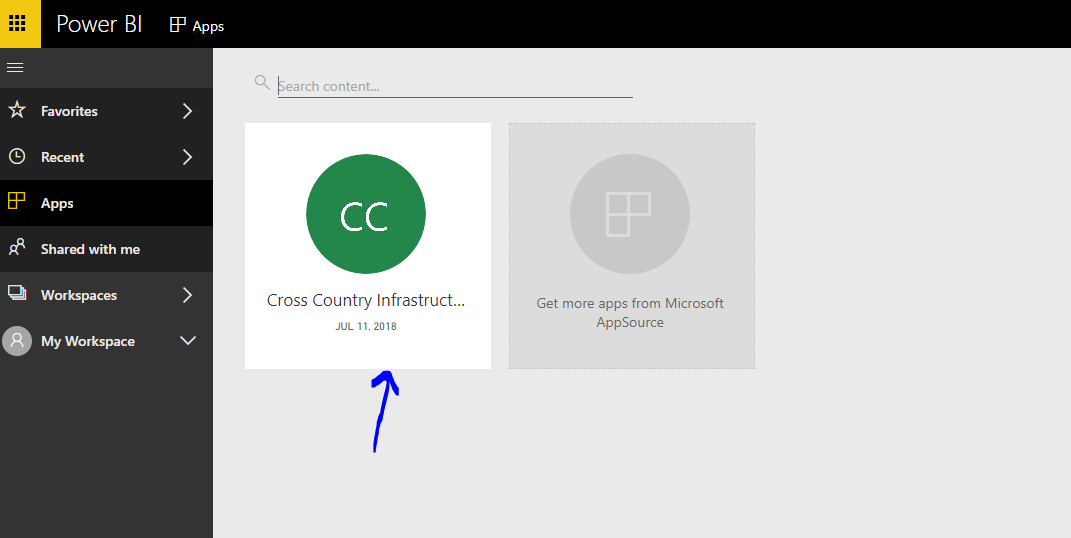 Power BI
Apps
Search content...
Favorites
Recent
Apps
Shared with me
Workspaces
My Workspace
CC
Cross Country Infrastruct...
JUL 11, 2018
Get more apps from Microsoft
AppSource